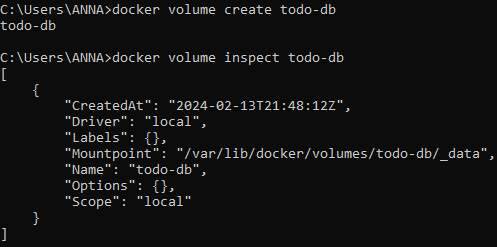 C:\Users\ANNA>docker volume create todo-db
todo-db
C:\Users\ANNA>docker volume inspect todo-db
[
    {
        "CreatedAt": "2024-02-13T21:48:12Z",
        "Driver": "local",
        "Labels": {},
        "Mountpoint": "/var/lib/docker/volumes/todo-db/_data",
        "Name": "todo-db",
        "Options": {},
        "Scope": "local"
    }
]